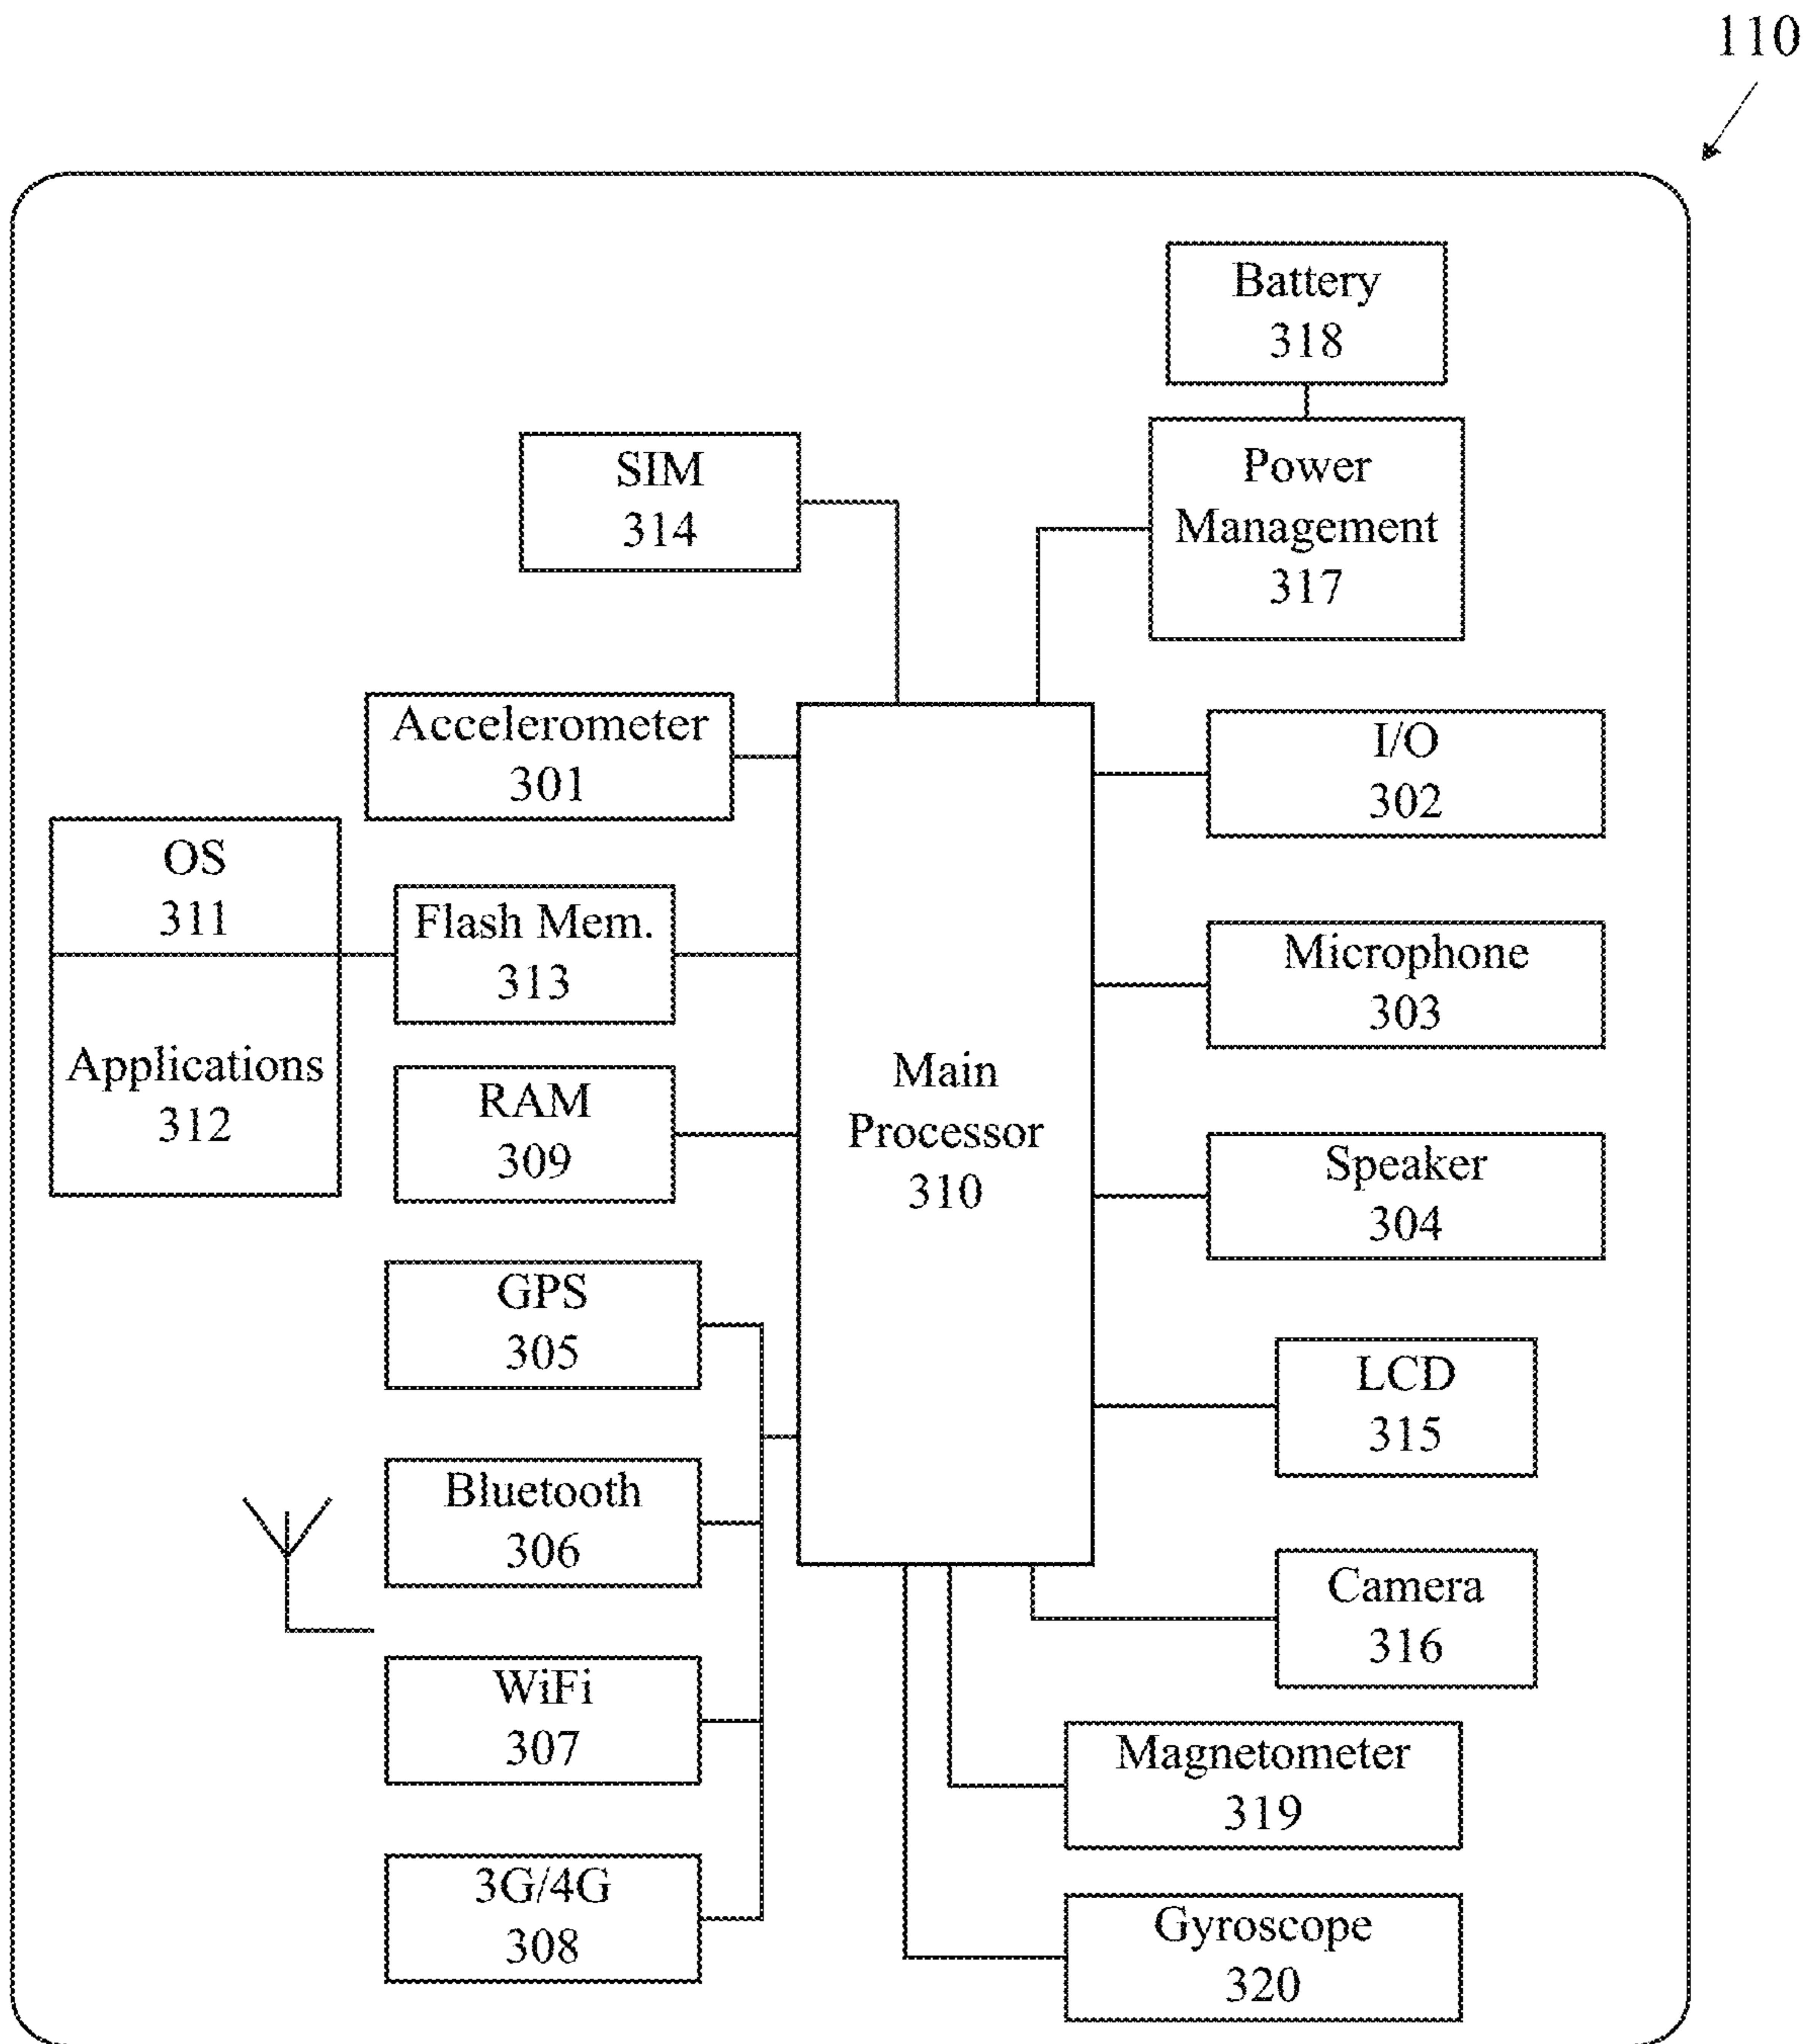 110
Battery
318
SIM
314
Power
Management
317
Accelerometer
301
I/O
302
OS
311
Flash Mem.
313
Microphone
303
Applications
312
RAM
309
Main
Processor
310
Speaker
304
GPS
305
LCD
315
Bluetooth
306
Camera
316
WiFi
307
Magnetometer
319
3G/4G
308
Gyroscope
320